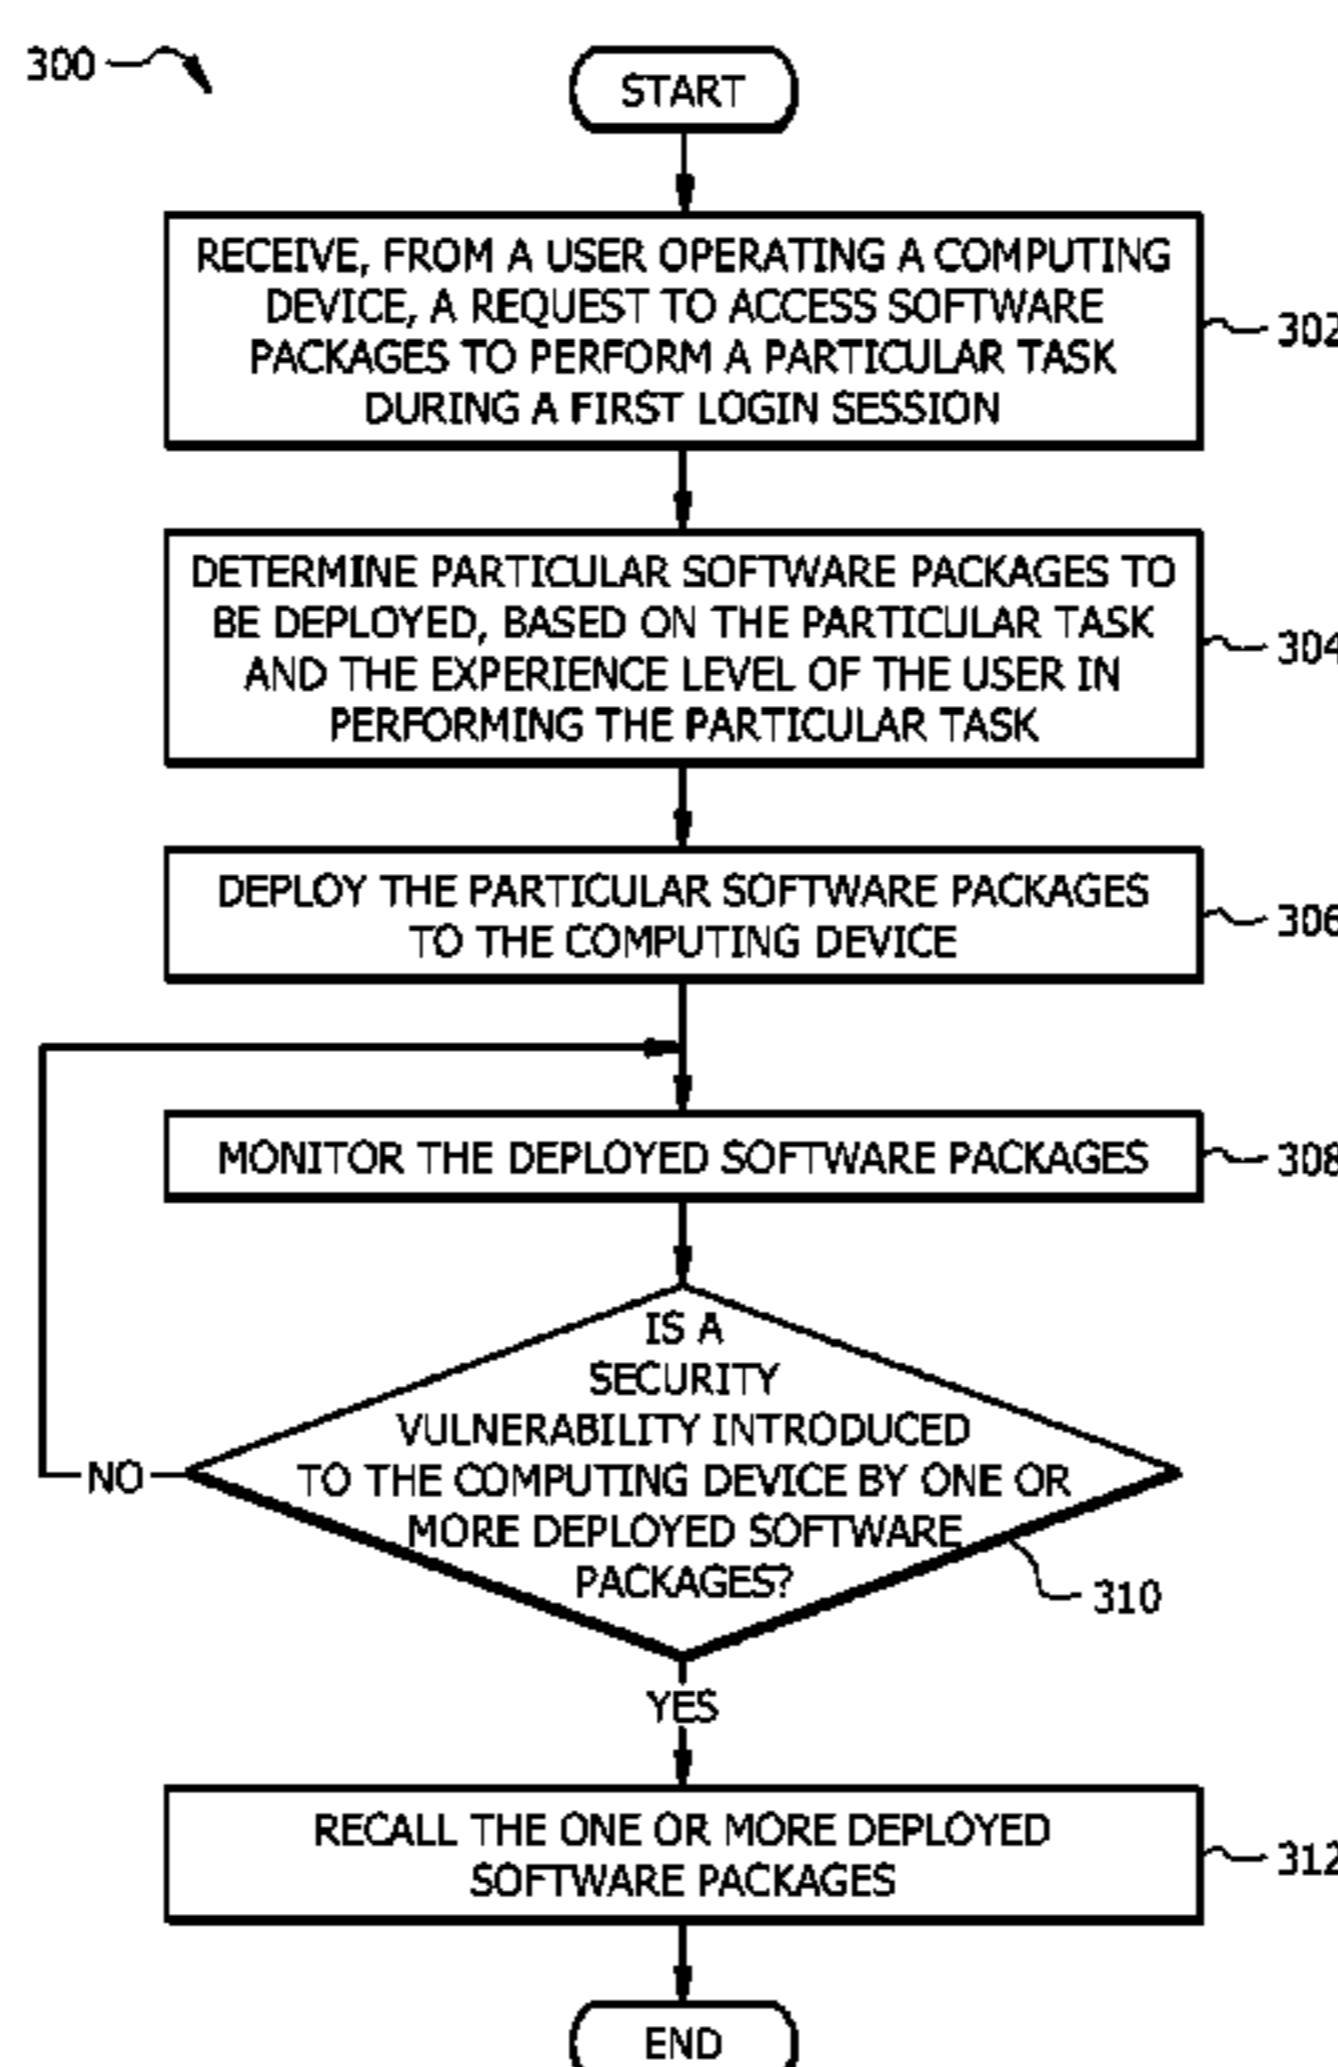 300
START
RECEIVE, FROM A USER OPERATING A COMPUTING
DEVICE, A REQUEST TO ACCESS SOFTWARE
PACKAGES TO PERFORM A PARTICULAR TASK
DURING A FIRST LOGIN SESSION
302
DETERMINE PARTICULAR SOFTWARE PACKAGES TO
BE DEPLOYED, BASED ON THE PARTICULAR TASK
AND THE EXPERIENCE LEVEL OF THE USER IN
PERFORMING THE PARTICULAR TASK
304
DEPLOY THE PARTICULAR SOFTWARE PACKAGES
TO THE COMPUTING DEVICE
306
MONITOR THE DEPLOYED SOFTWARE PACKAGES
308
IS A
SECURITY
VULNERABILITY INTRODUCED
TO THE COMPUTING DEVICE BY ONE OR
MORE DEPLOYED SOFTWARE
PACKAGES?
NO
310
YES
RECALL THE ONE OR MORE DEPLOYED
SOFTWARE PACKAGES
312
END